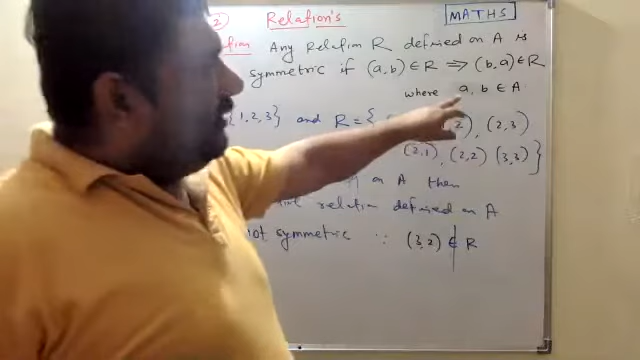 2 Relation's MATHS
Any Relation R defined on A is
symmetric if (a, b) ∈ R ⇒ (b, a) ∈ R
where a, b ∈ A
{1, 2, 3} and R = {
2), (2, 3)
(2, 1), (2, 2) (3, 3)}
on A then
relation defined on A
not symmetric ∵ (3, 2) ∉ R